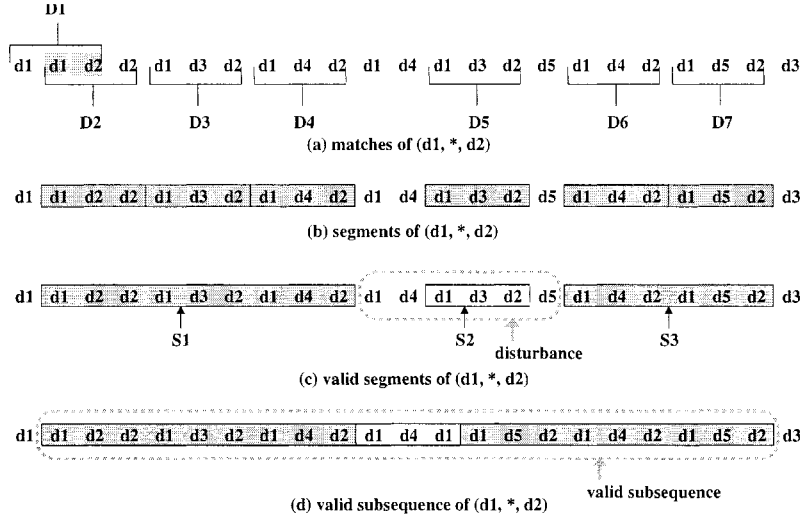 D1
d1 d1 d2 d2 d1 d3 d2 d1 d4 d2 d1 d4 d1 d3 d2 d5 d1 d4 d2 d1 d5 d2 d3
D2 D3 D4 D5 D6 D7
(a) matches of (d1, *, d2)
d1 d1 d2 d2 d1 d3 d2 d1 d4 d2 d1 d4 d1 d3 d2 d5 d1 d4 d2 d1 d5 d2 d3
(b) segments of (d1, *, d2)
d1 d1 d2 d2 d1 d3 d2 d1 d4 d2 d1 d4 d1 d3 d2 d5 d1 d4 d2 d1 d5 d2 d3
S1 S2 S3
disturbance
(c) valid segments of (d1, *, d2)
d1 d1 d2 d2 d1 d3 d2 d1 d4 d2 d1 d4 d1 d1 d5 d2 d1 d4 d2 d1 d5 d2 d3
valid subsequence
(d) valid subsequence of (d1, *, d2)